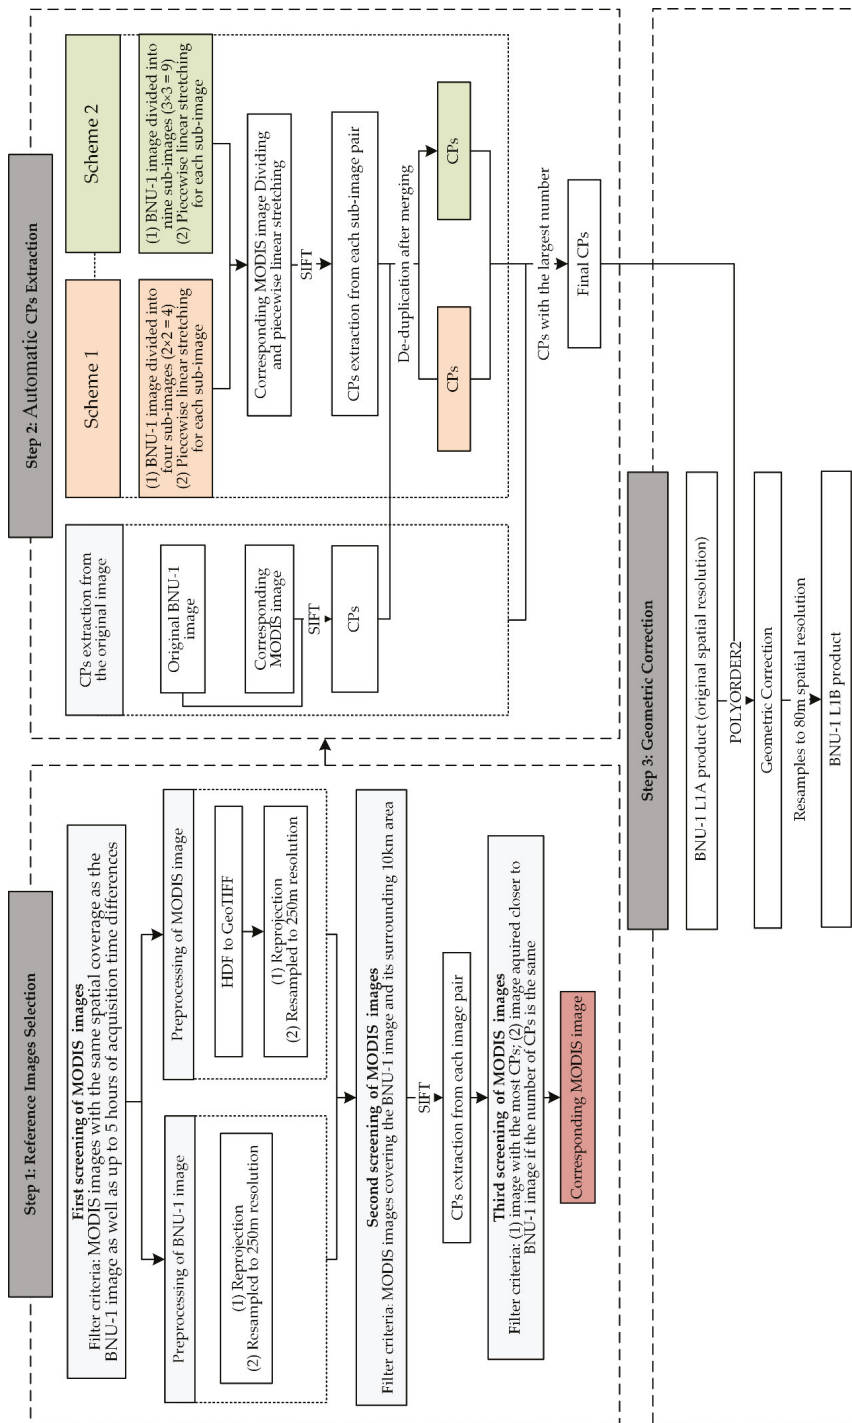 Step 1: Reference Images Selection
First screening of MODIS images
Filter criteria: MODIS images with the same spatial coverage as the
BNU-1 image as well as up to 5 hours of acquisition time differences
Preprocessing of BNU-1 image
(1) Reprojection
(2) Resampled to 250m resolution
Preprocessing of MODIS image
HDF to GeoTIFF
(1) Reprojection
(2) Resampled to 250m resolution
Second screening of MODIS images
Filter criteria: MODIS images covering the BNU-1 image and its surrounding 10km area
SIFT
CPs extraction from each image pair
Third screening of MODIS images
Filter criteria: (1) image with the most CPs; (2) image aquired closer to
BNU-1 image if the number of CPs is the same
Corresponding MODIS image
Step 2: Automatic CPs Extraction
CPs extraction from
the original image
Original BNU-1
image
Corresponding
MODIS image
SIFT
CPs
Scheme 1
(1) BNU-1 image divided into
four sub-images (2×2 = 4)
(2) Piecewise linear stretching
for each sub-image
Scheme 2
(1) BNU-1 image divided into
nine sub-images (3×3 = 9)
(2) Piecewise linear stretching
for each sub-image
Corresponding MODIS image Dividing
and piecewise linear stretching
SIFT
CPs extraction from each sub-image pair
De-duplication after merging
CPs
CPs
CPs with the largest number
Final CPs
Step 3: Geometric Correction
BNU-1 L1A product (original spatial resolution)
POLYORDER2
Geometric Correction
Resamples to 80m spatial resolution
BNU-1 L1B product